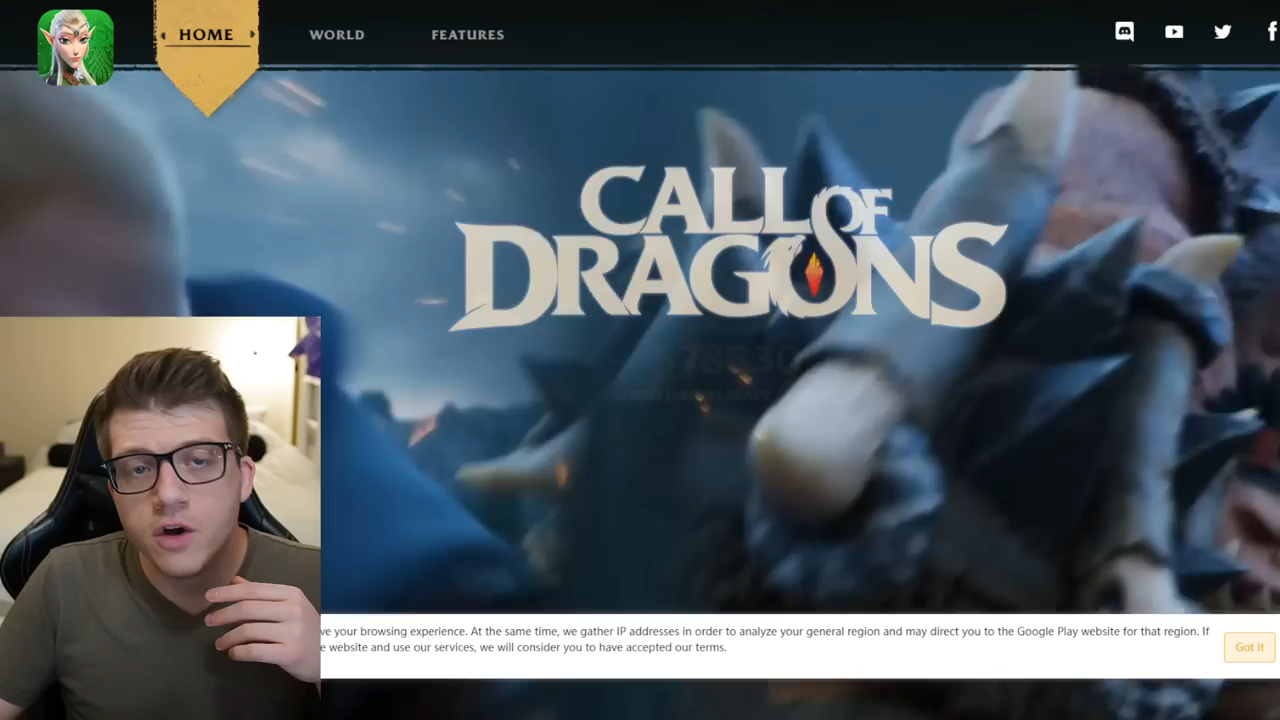 HOME
WORLD
FEATURES
CALL OF
DRAGONS
78830
ve your browsing experience. At the same time, we gather IP addresses in order to analyze your general region and may direct you to the Google Play website for that region. If
e website and use our services, we will consider you to have accepted our terms.
Got it